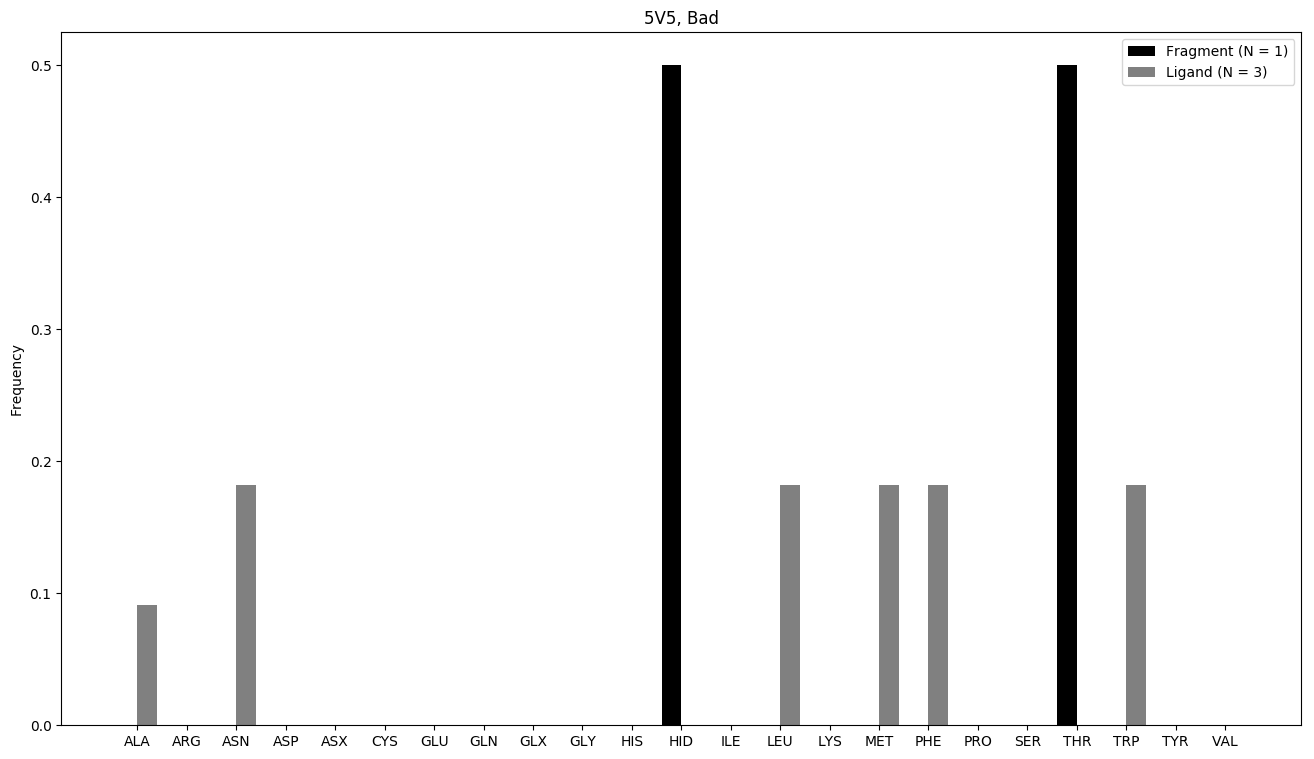 5V5, Bad
Fragment (N = 1)
Ligand (N = 3)
Frequency
0.5
0.4
0.3
0.2
0.1
0.0
ALA ARG ASN ASP ASX CYS GLU GLN GLX GLY HIS HID ILE LEU LYS MET PHE PRO SER THR TRP TYR VAL